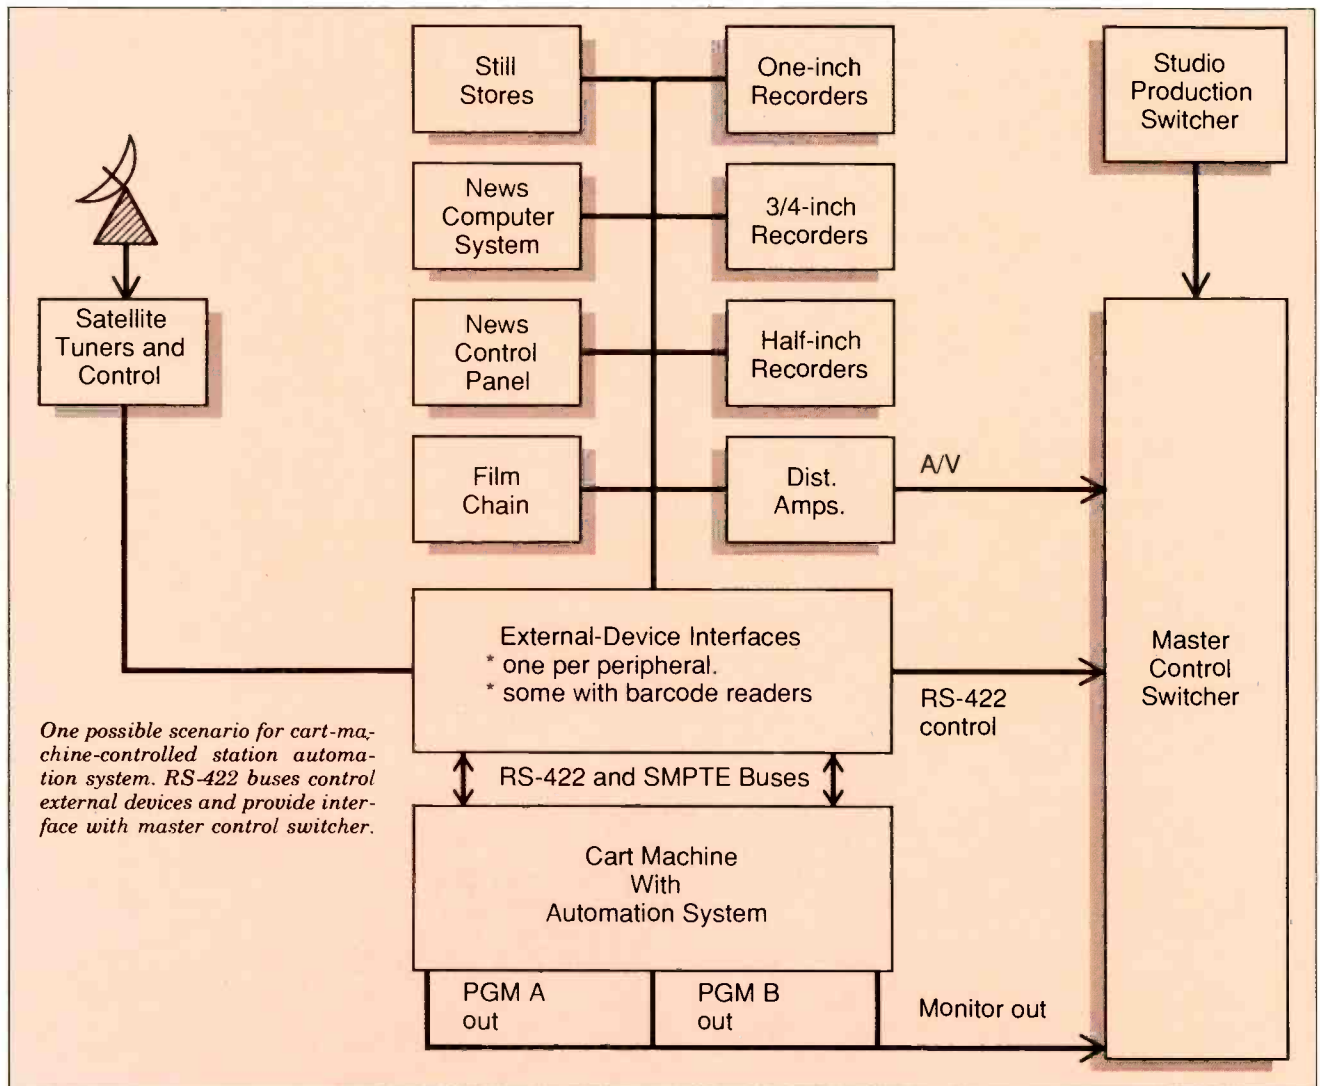 Still
Stores
One-inch
Recorders
Studio
Production
Switcher
News
Computer
System
3/4-inch
Recorders
Satellite
Tuners and
Control
News
Control
Panel
Half-inch
Recorders
Film
Chain
Dist.
Amps.
A/V
External-Device Interfaces
* one per peripheral.
* some with barcode readers
RS-422
control
Master
Control
Switcher
One possible scenario for cart-ma-
chine-controlled station automa-
tion system. RS-422 buses control
external devices and provide inter-
face with master control switcher.
RS-422 and SMPTE Buses
Cart Machine
With
Automation System
PGM A
out
PGM B
out
Monitor out